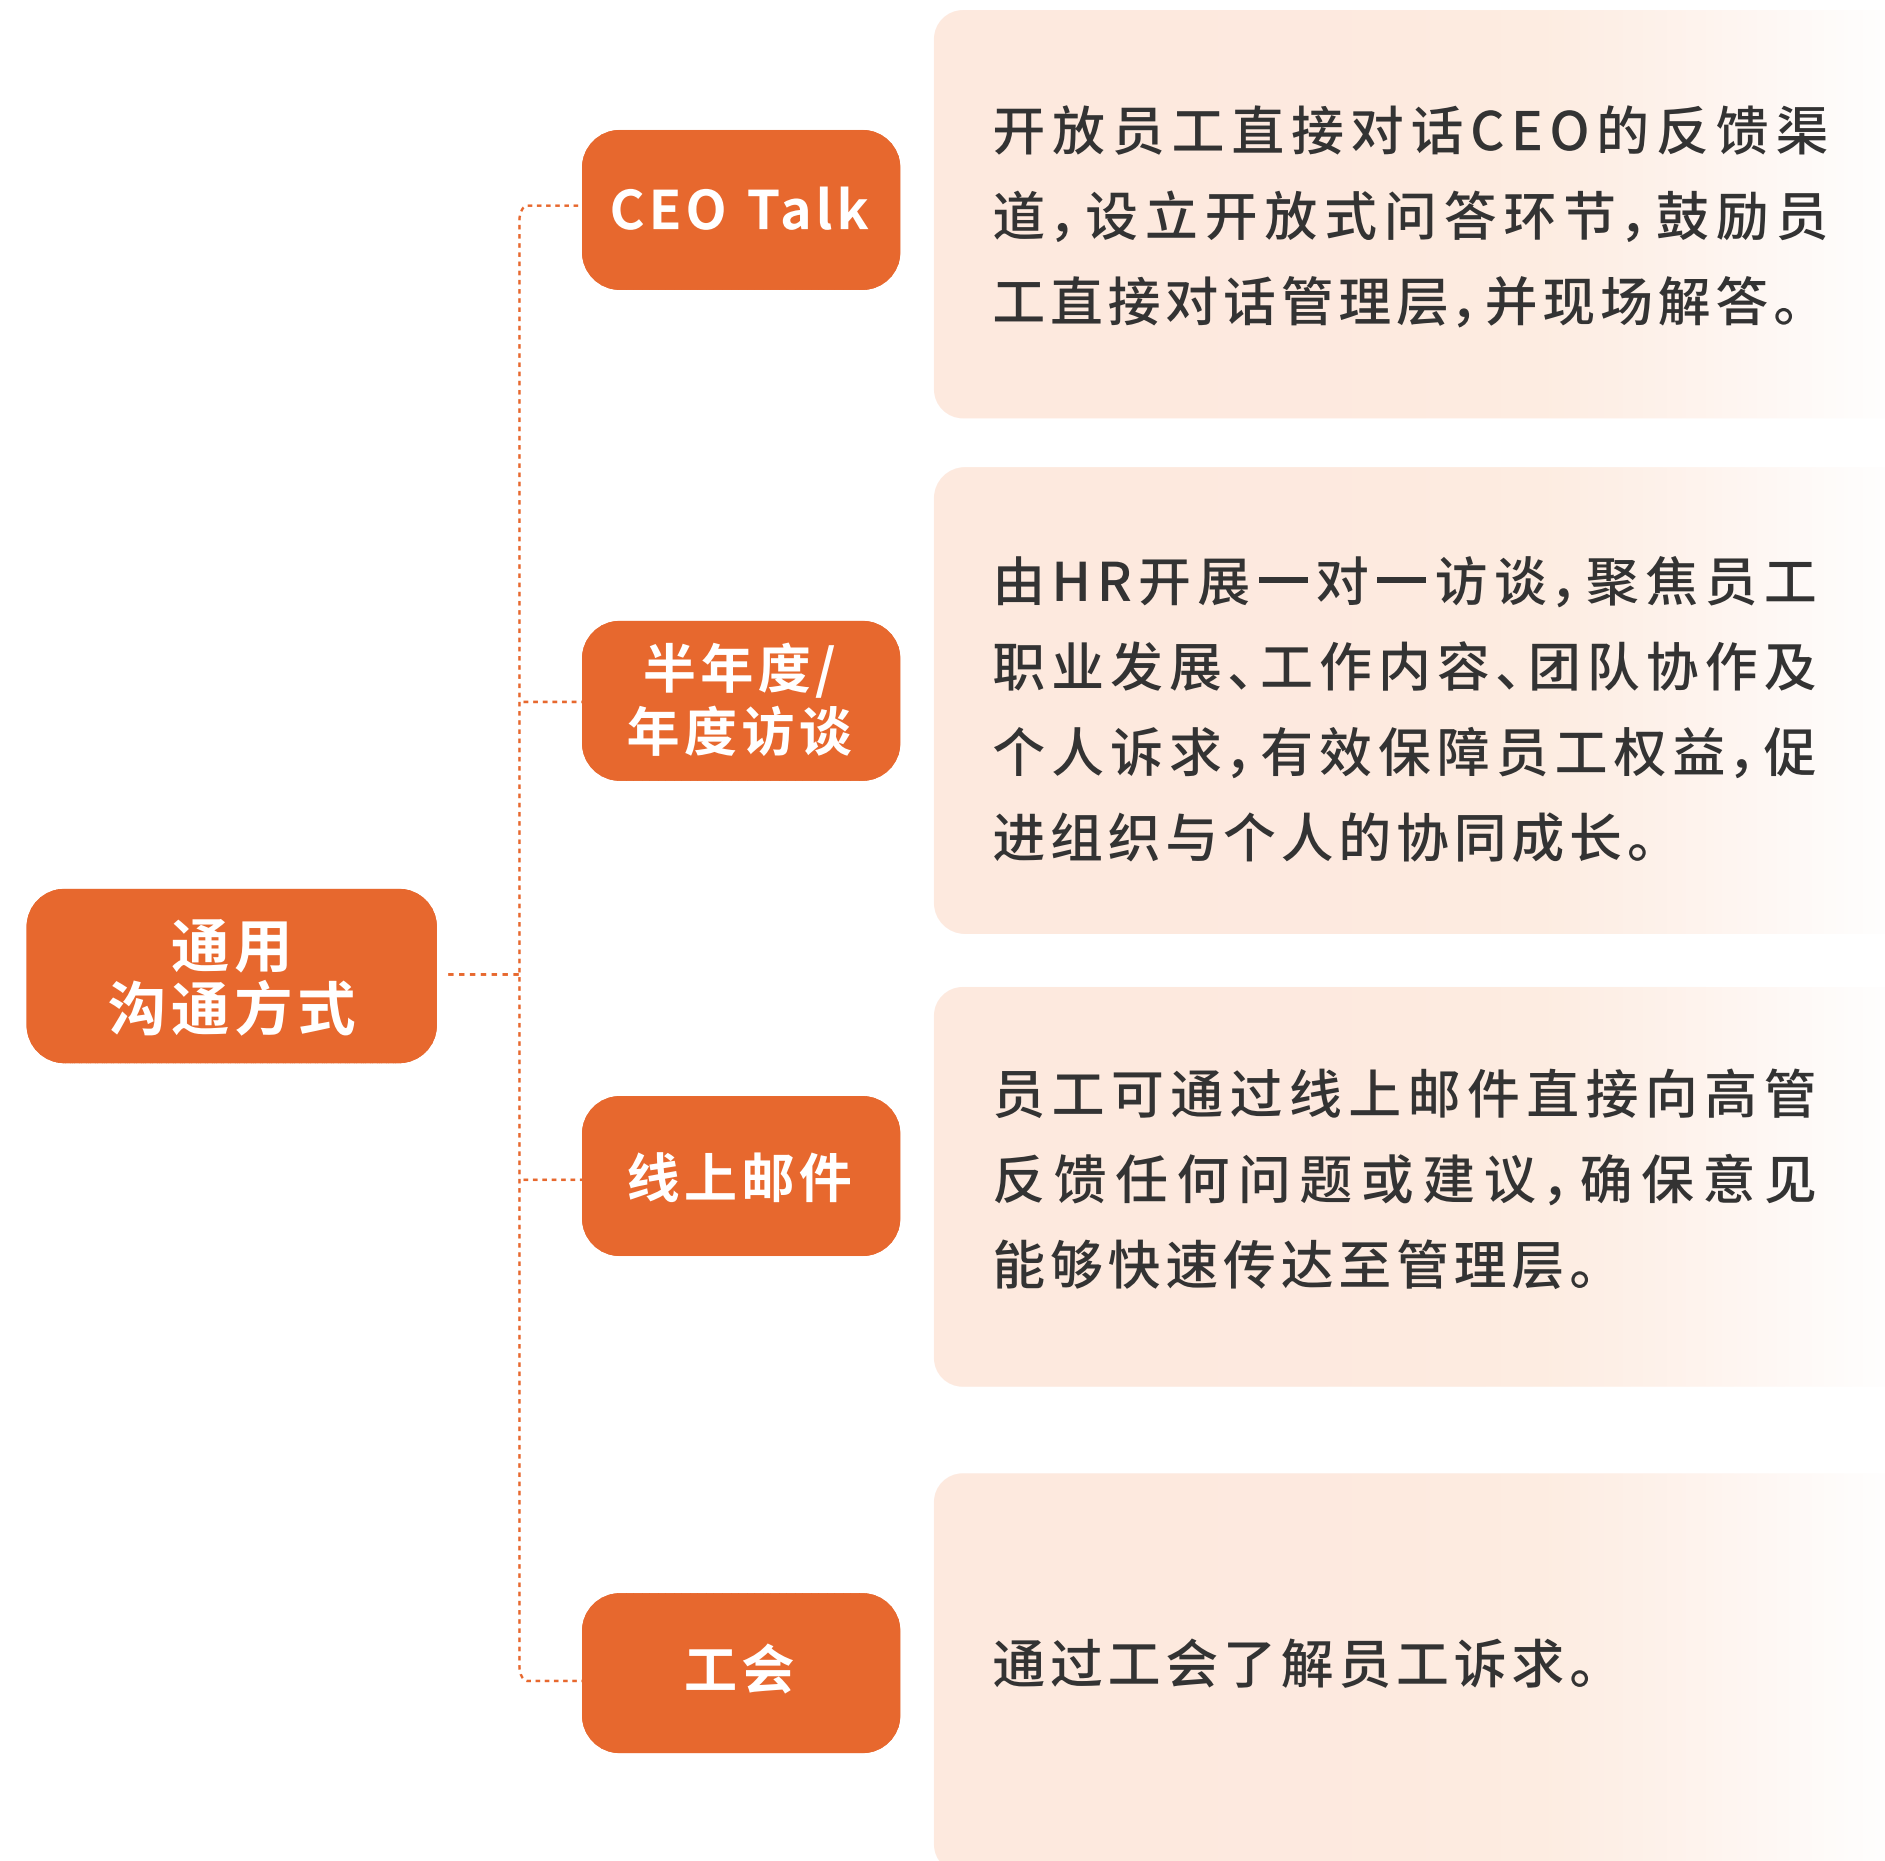 通用
沟通方式
CEO Talk
开放员工直接对话CEO的反馈渠
道，设立开放式问答环节，鼓励员
工直接对话管理层，并现场解答。
半年度/
年度访谈
由HR开展一对一访谈，聚焦员工
职业发展、工作内容、团队协作及
个人诉求，有效保障员工权益，促
进组织与个人的协同成长。
线上邮件
员工可通过线上邮件直接向高管
反馈任何问题或建议，确保意见
能够快速传达至管理层。
工会
通过工会了解员工诉求。